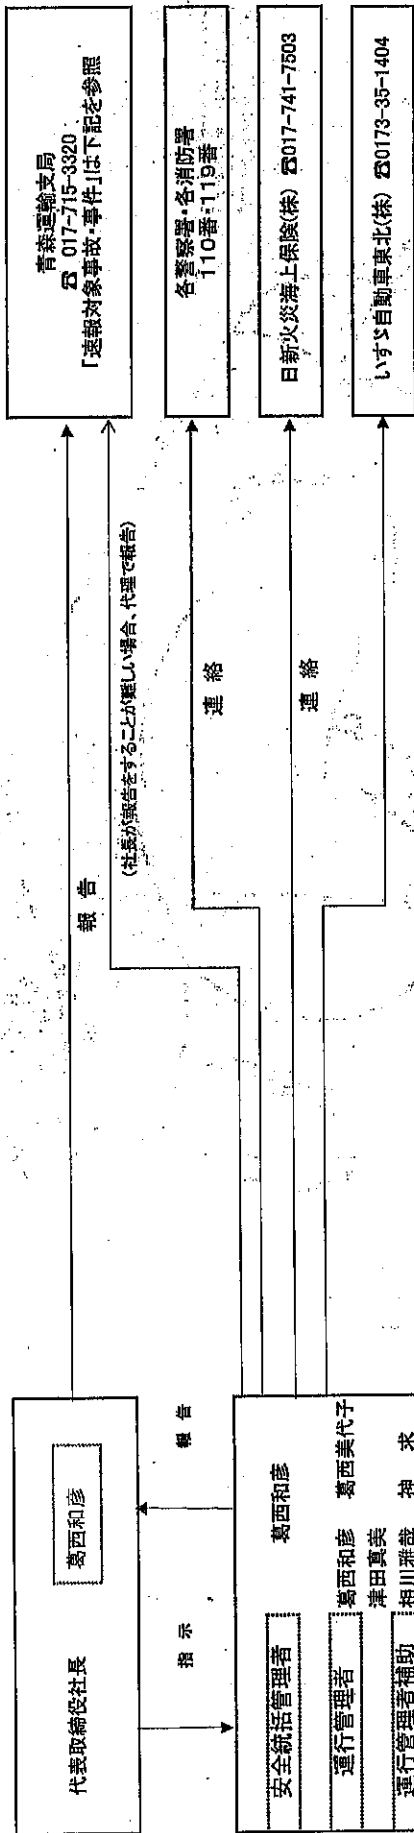 代表取締役社長
葛西和彦
指示
報告
安全統括管理者
葛西和彦
運行管理者
葛西和彦 葛西美代子
津田真美
運行管理者補助
相川雅哉 神 求
報告
(社長が報告をすることが難しい場合、代理で報告)
連絡
連絡
青森運輸支局
☎ 017-715-3320
「速報対象事故・事件」は下記を参照
各警察署・各消防署
110番・119番
日新火災海上保険(株) ☎017-741-7503
いすゞ自動車東北(株) ☎0173-35-1404